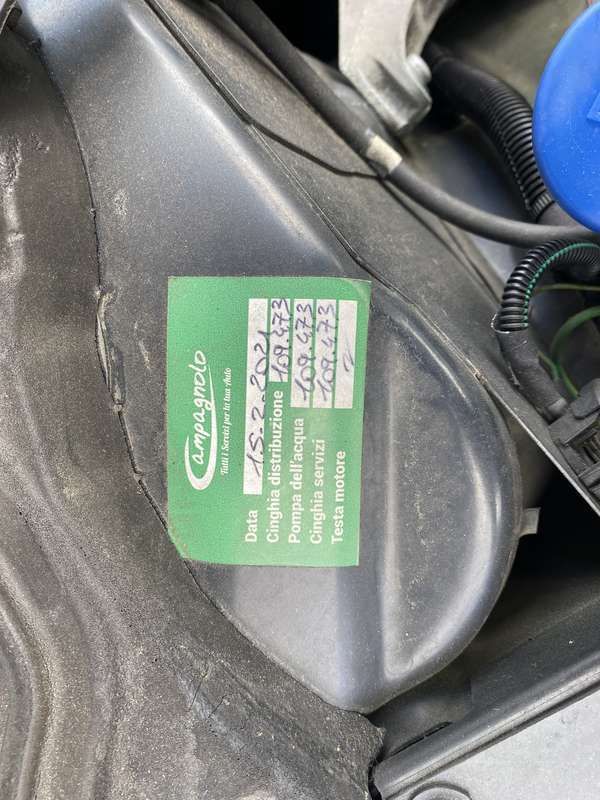 Campagnolo
Tutti i Servizi per la tua Auto
Data 15.2.2021
Cinghia distribuzione 109.473
Pompa dell'acqua 109.473
Cinghia servizi 109.473
Testa motore